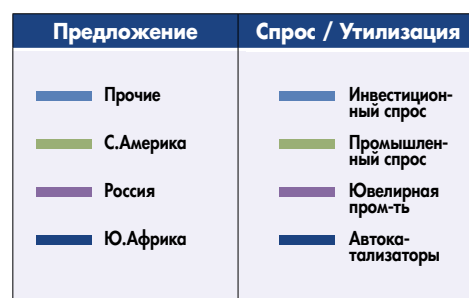 Предложение
Спрос / Утилизация
Прочие
С.Америка
Россия
Ю.Африка
Инвестицион-
ный спрос
Промышлен-
ный спрос
Ювелирная
пром-ть
Автока-
тализаторы